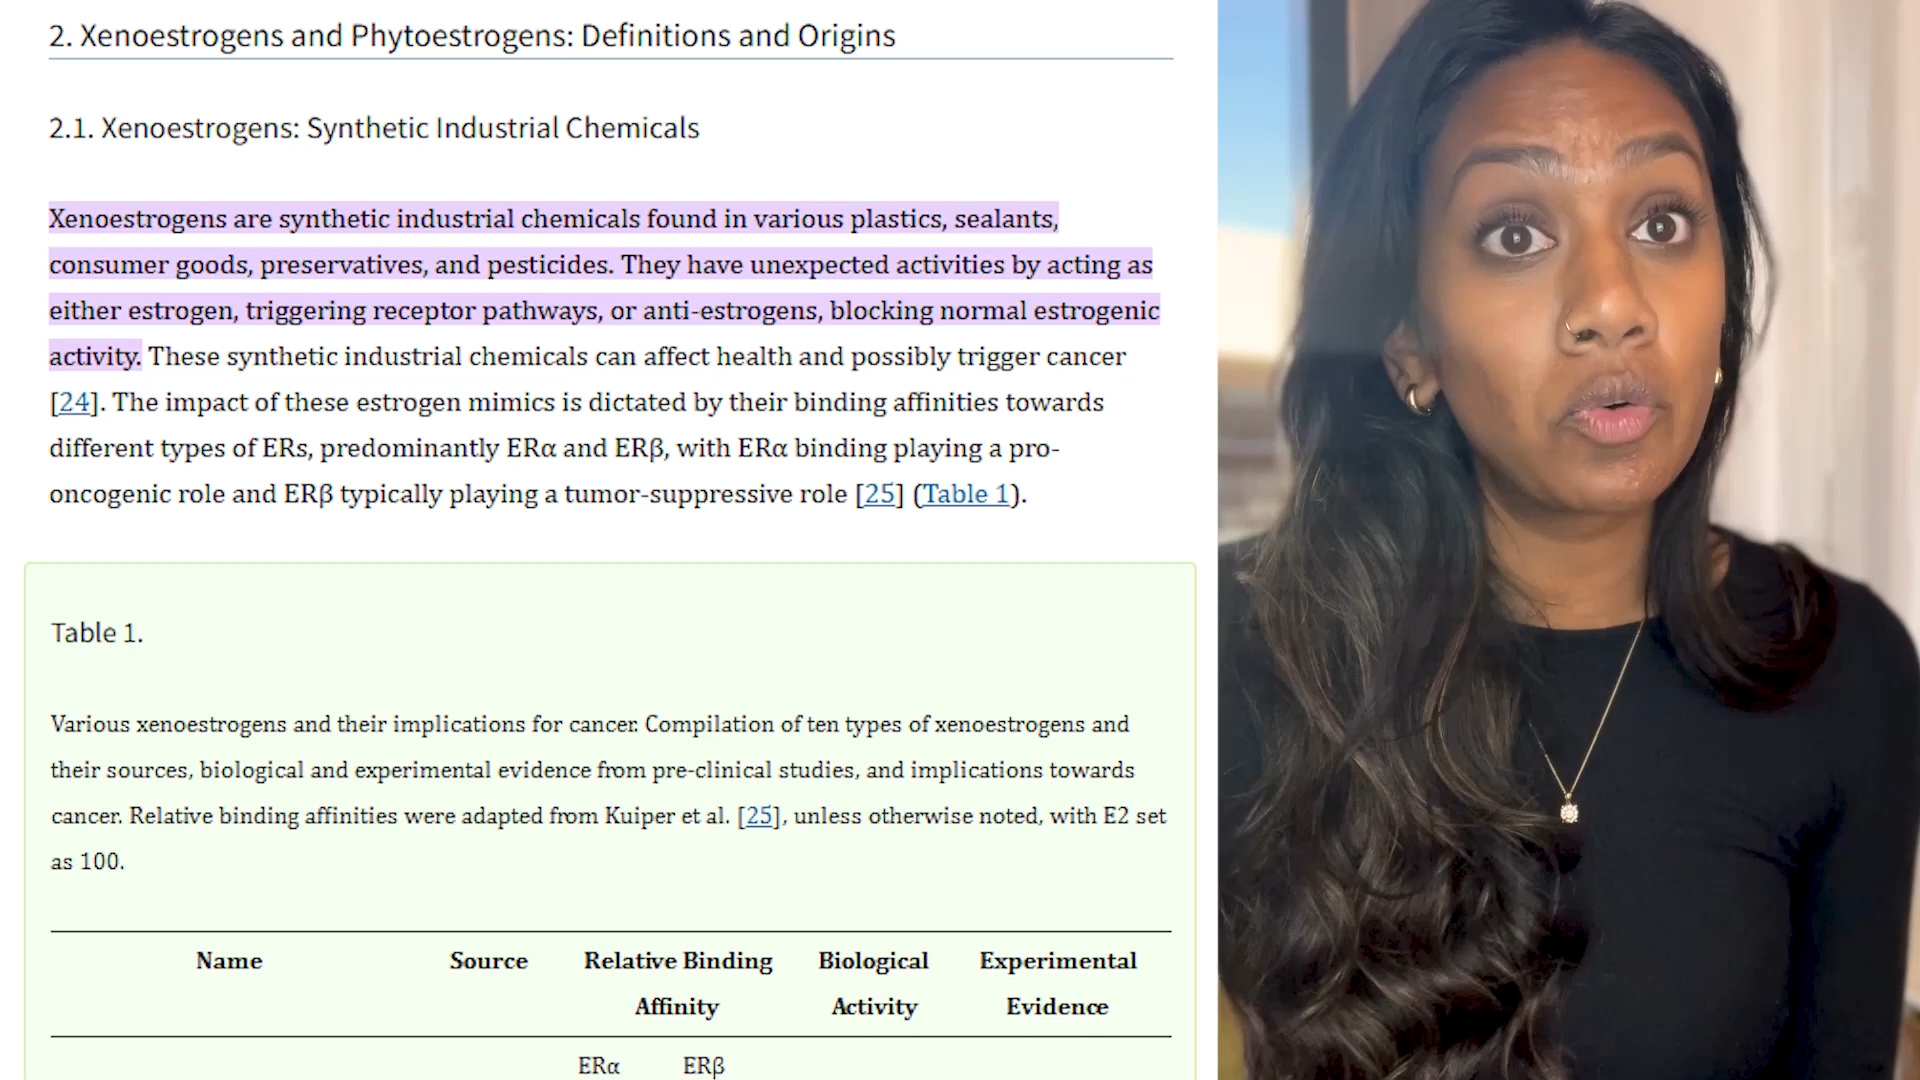 2. Xenoestrogens and Phytoestrogens: Definitions and Origins
2.1. Xenoestrogens: Synthetic Industrial Chemicals
Xenoestrogens are synthetic industrial chemicals found in various plastics, sealants,
consumer goods, preservatives, and pesticides. They have unexpected activities by acting as
either estrogen, triggering receptor pathways, or anti-estrogens, blocking normal estrogenic
activity. These synthetic industrial chemicals can affect health and possibly trigger cancer
[24]. The impact of these estrogen mimics is dictated by their binding affinities towards
different types of ERs, predominantly ERα and ERβ, with ERα binding playing a pro-
oncogenic role and ERβ typically playing a tumor-suppressive role [25] (Table 1).
Table 1.
Various xenoestrogens and their implications for cancer. Compilation of ten types of xenoestrogens and
their sources, biological and experimental evidence from pre-clinical studies, and implications towards
cancer. Relative binding affinities were adapted from Kuiper et al. [25], unless otherwise noted, with E2 set
as 100.
Name Source Relative Binding Biological Experimental
Affinity Activity Evidence
ERα ERβ